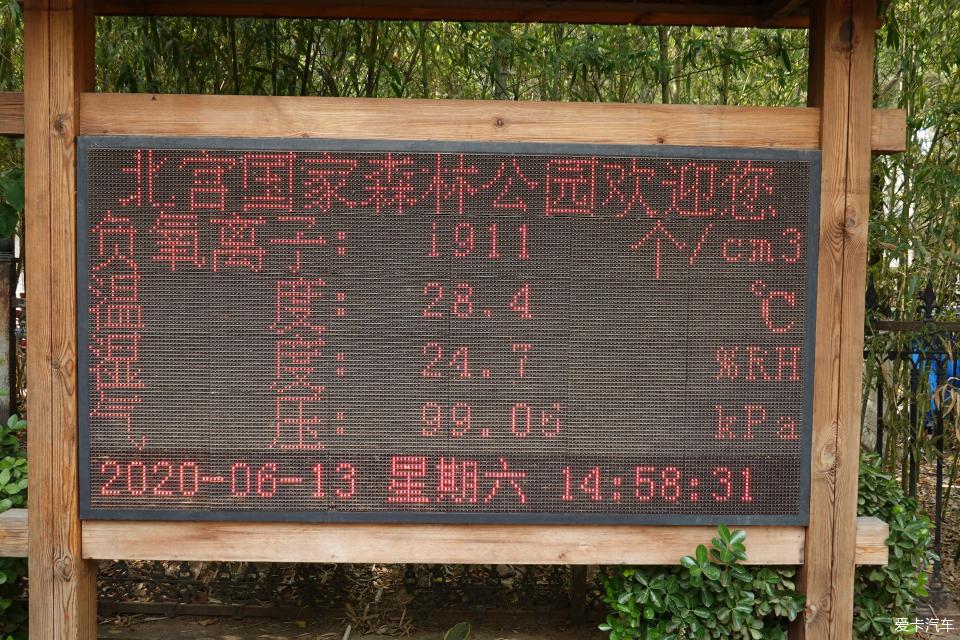 北宫国家森林公园欢迎您
负氧离子: 1911 个/cm3
温 度: 28.4 ℃
湿 度: 24.7 %RH
气 压: 99.06 kPa
2020-06-13 星期六 14:58:31
爱卡汽车